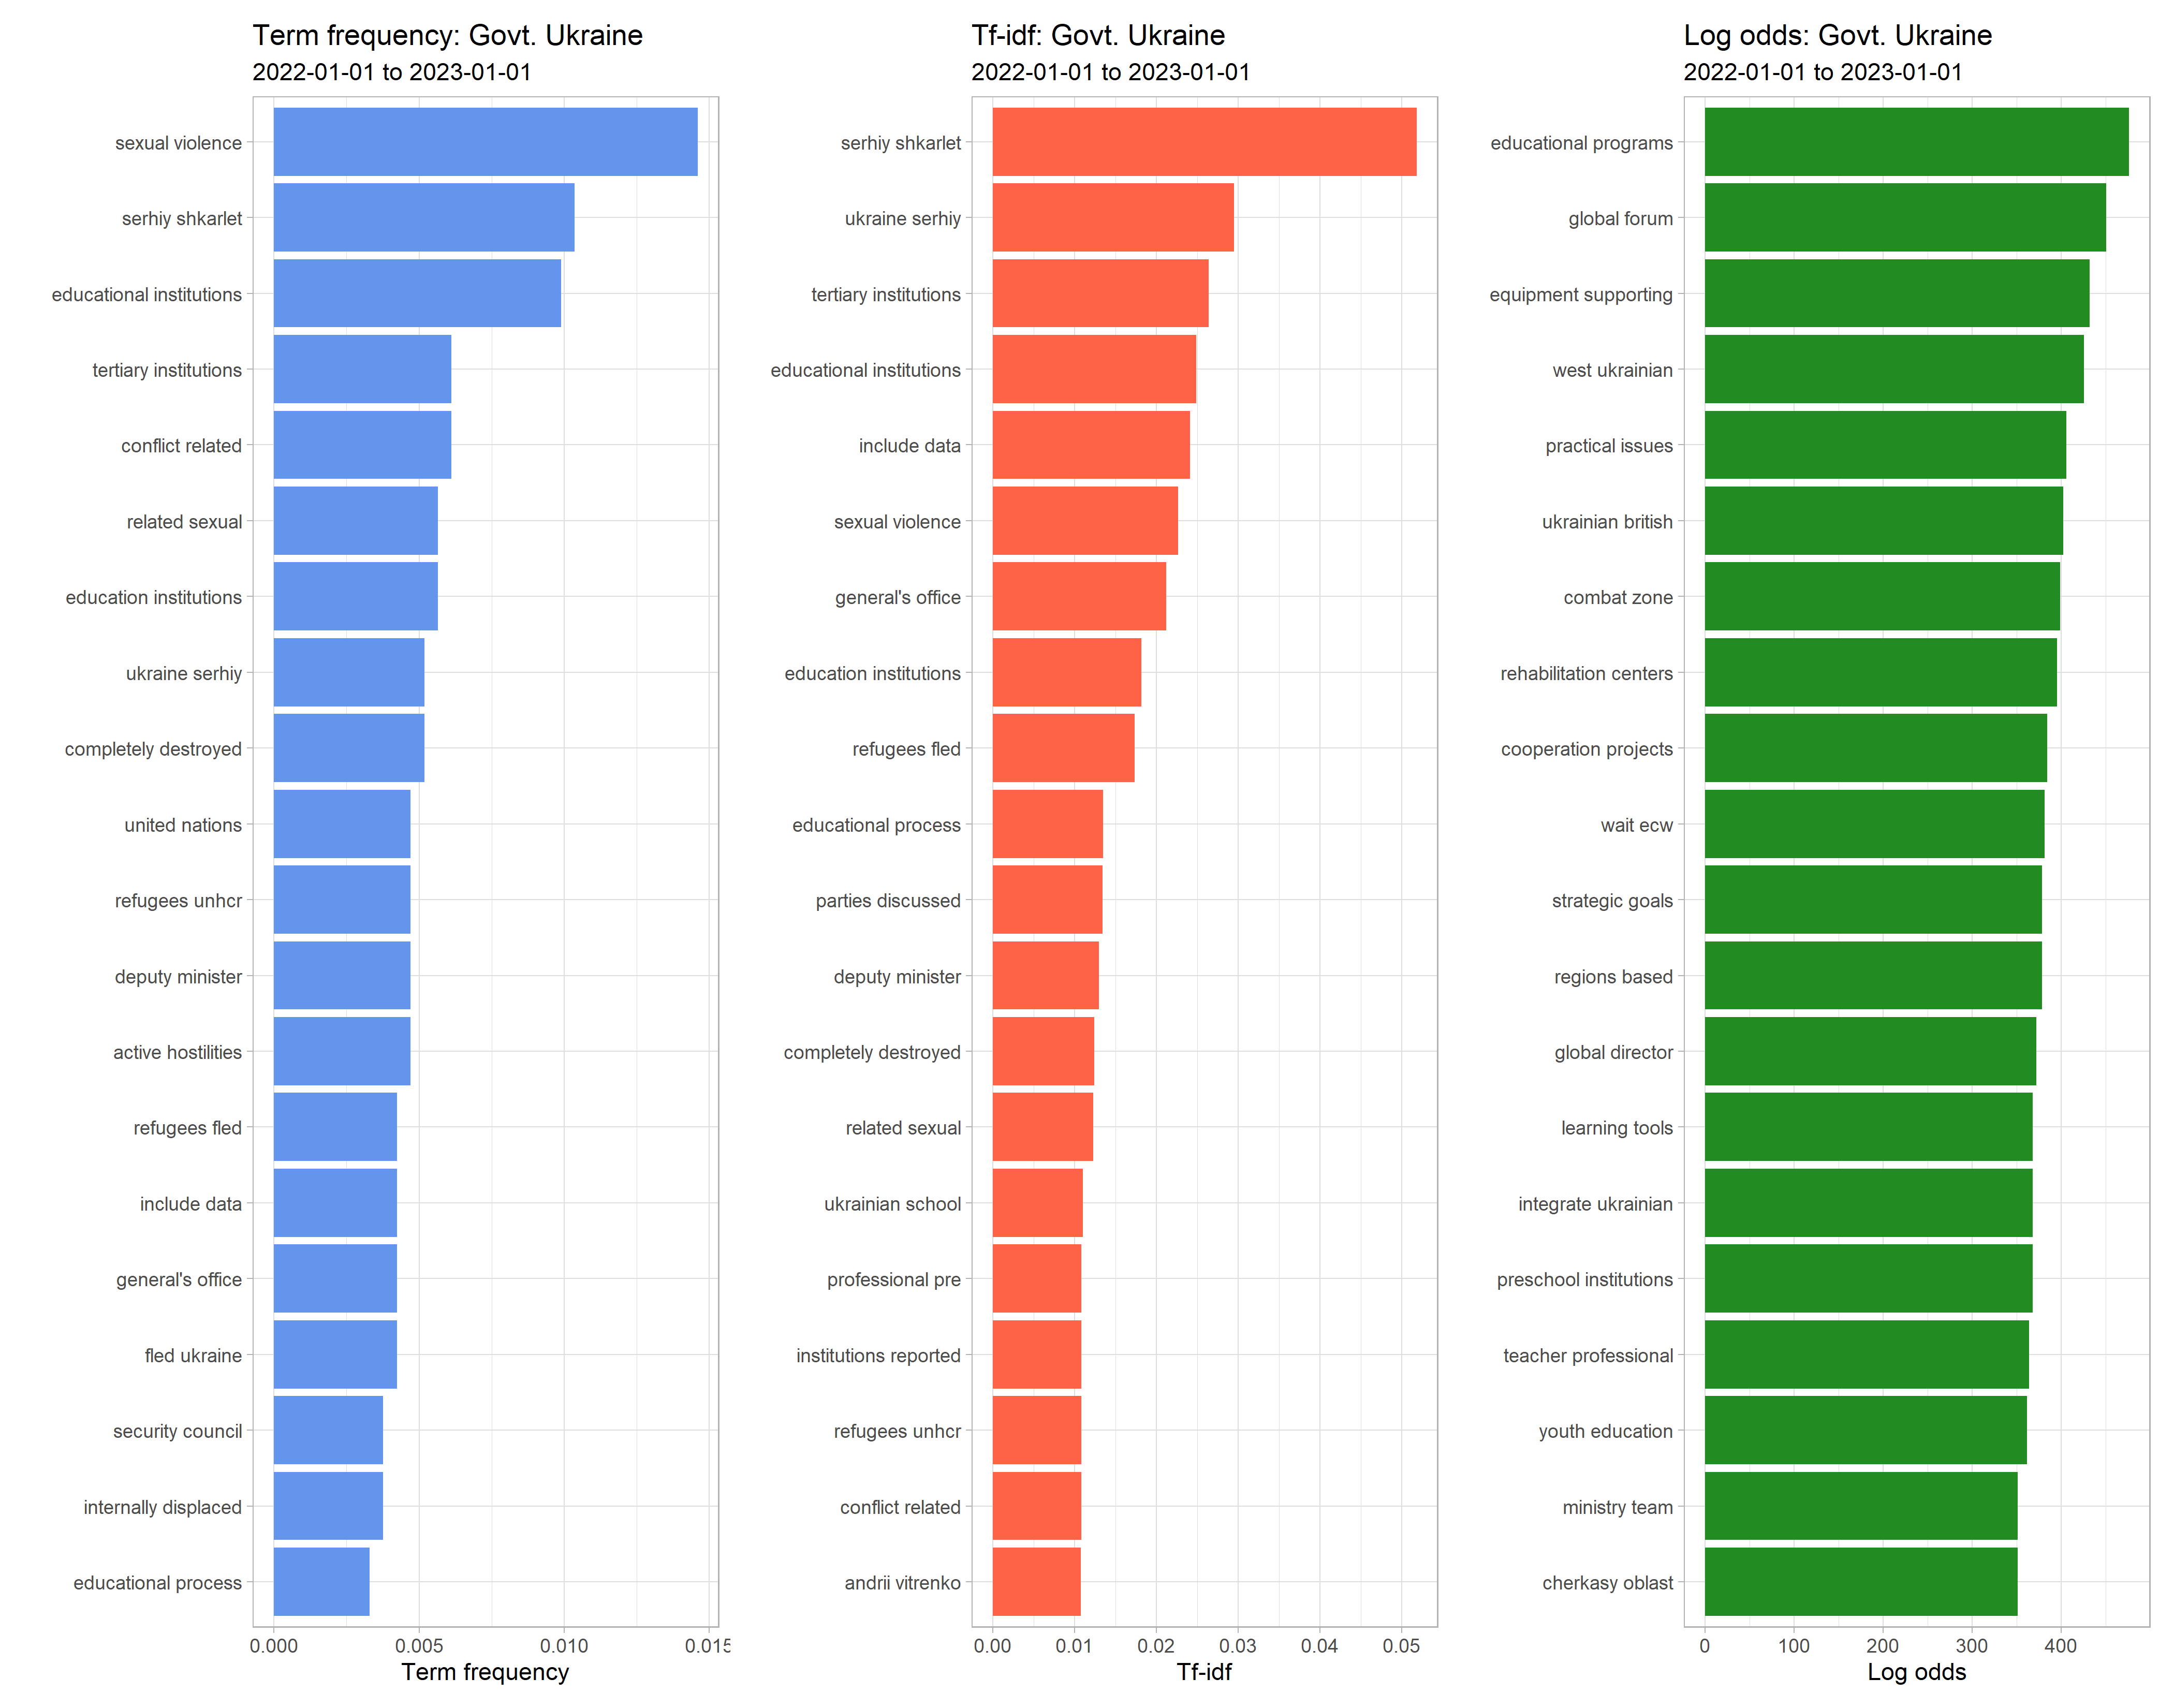 Term frequency: Govt. Ukraine
2022-01-01 to 2023-01-01
sexual violence
serhiy shkarlet
educational institutions
tertiary institutions
conflict related
related sexual
education institutions
ukraine serhiy
completely destroyed
united nations
refugees unhcr
deputy minister
active hostilities
refugees fled
include data
general's office
fled ukraine
security council
internally displaced
educational process
0.000 0.005 0.010 0.015
Term frequency
Tf-idf: Govt. Ukraine
2022-01-01 to 2023-01-01
serhiy shkarlet
ukraine serhiy
tertiary institutions
educational institutions
include data
sexual violence
general's office
education institutions
refugees fled
educational process
parties discussed
deputy minister
completely destroyed
related sexual
ukrainian school
professional pre
institutions reported
refugees unhcr
conflict related
andrii vitrenko
0.00 0.01 0.02 0.03 0.04 0.05
Tf-idf
Log odds: Govt. Ukraine
2022-01-01 to 2023-01-01
educational programs
global forum
equipment supporting
west ukrainian
practical issues
ukrainian british
combat zone
rehabilitation centers
cooperation projects
wait ecw
strategic goals
regions based
global director
learning tools
integrate ukrainian
preschool institutions
teacher professional
youth education
ministry team
cherkasy oblast
0 100 200 300 400
Log odds